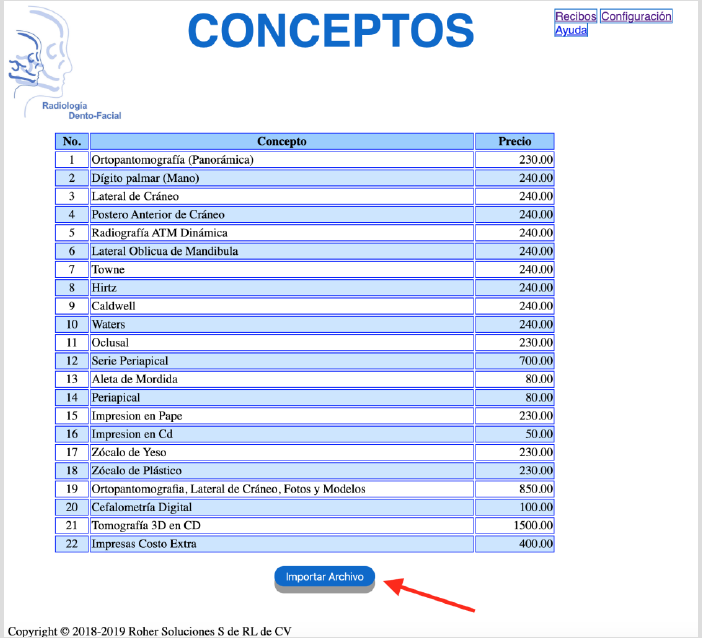 CONCEPTOS
Recibos Configuración
Ayuda
Radiología
Dento-Facial
No. Concepto Precio
1 Ortopantomografía (Panorámica) 230.00
2 Dígito palmar (Mano) 240.00
3 Lateral de Cráneo 240.00
4 Postero Anterior de Cráneo 240.00
5 Radiografía ATM Dinámica 240.00
6 Lateral Oblicua de Mandibula 240.00
7 Towne 240.00
8 Hirtz 240.00
9 Caldwell 240.00
10 Waters 240.00
11 Oclusal 230.00
12 Serie Periapical 700.00
13 Aleta de Mordida 80.00
14 Periapical 80.00
15 Impresion en Pape 230.00
16 Impresion en Cd 50.00
17 Zócalo de Yeso 230.00
18 Zócalo de Plástico 230.00
19 Ortopantomografia, Lateral de Cráneo, Fotos y Modelos 850.00
20 Cefalometría Digital 100.00
21 Tomografía 3D en CD 1500.00
22 Impresas Costo Extra 400.00
Importar Archivo
Copyright © 2018-2019 Roher Soluciones S de RL de CV